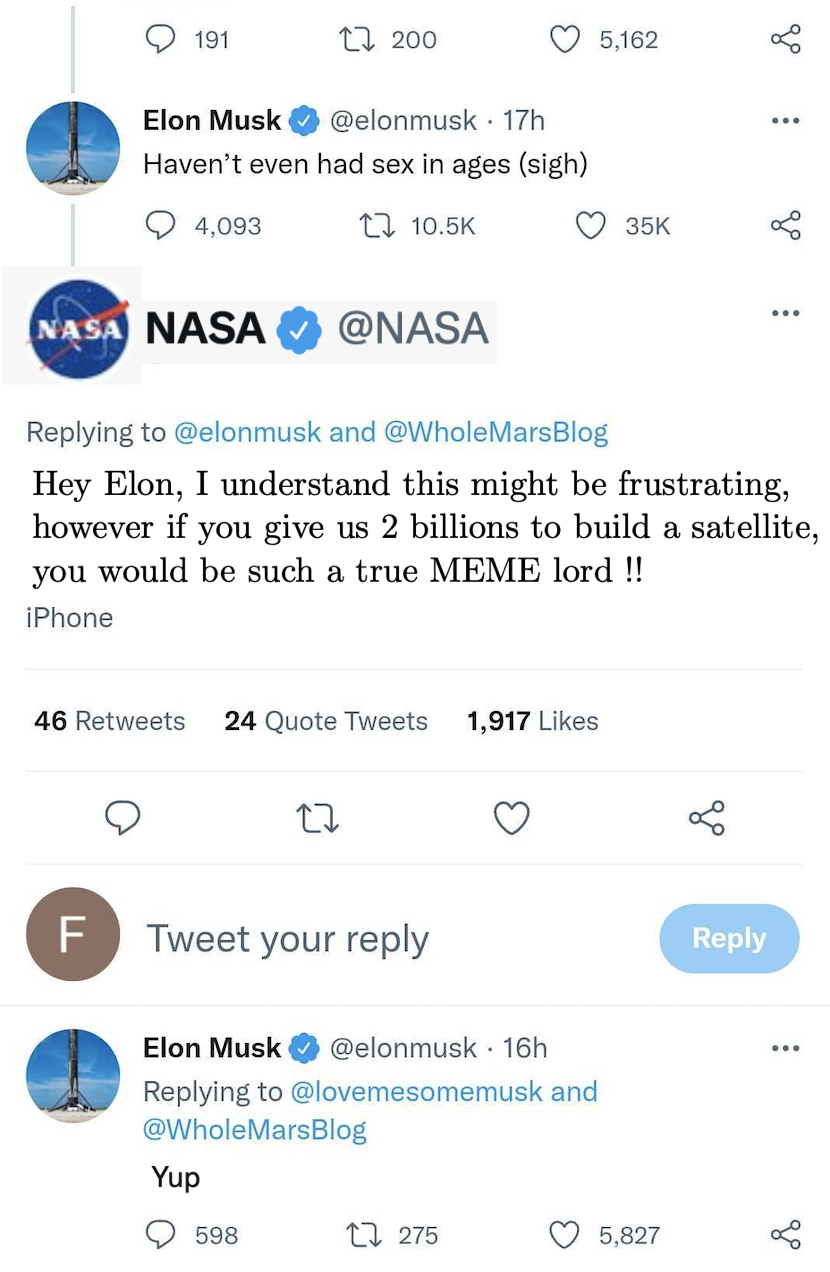 191 200 5,162
Elon Musk @elonmusk · 17h
Haven’t even had sex in ages (sigh)
4,093 10.5K 35K
NASA NASA @NASA
Replying to @elonmusk and @WholeMarsBlog
Hey Elon, I understand this might be frustrating,
however if you give us 2 billions to build a satellite,
you would be such a true MEME lord !!
iPhone
46 Retweets 24 Quote Tweets 1,917 Likes
F Tweet your reply Reply
Elon Musk @elonmusk · 16h
Replying to @lovemesomemusk and
@WholeMarsBlog
Yup
598 275 5,827